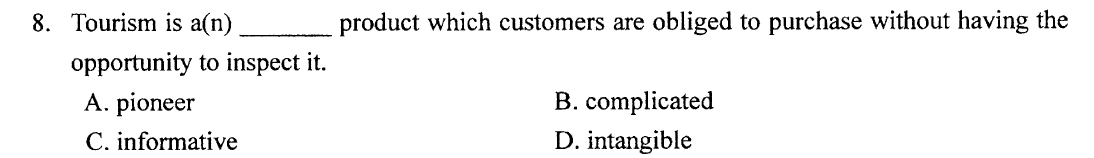 8. Tourism is a(n) ________ product which customers are obliged to purchase without having the
opportunity to inspect it.
A. pioneer B. complicated
C. informative D. intangible